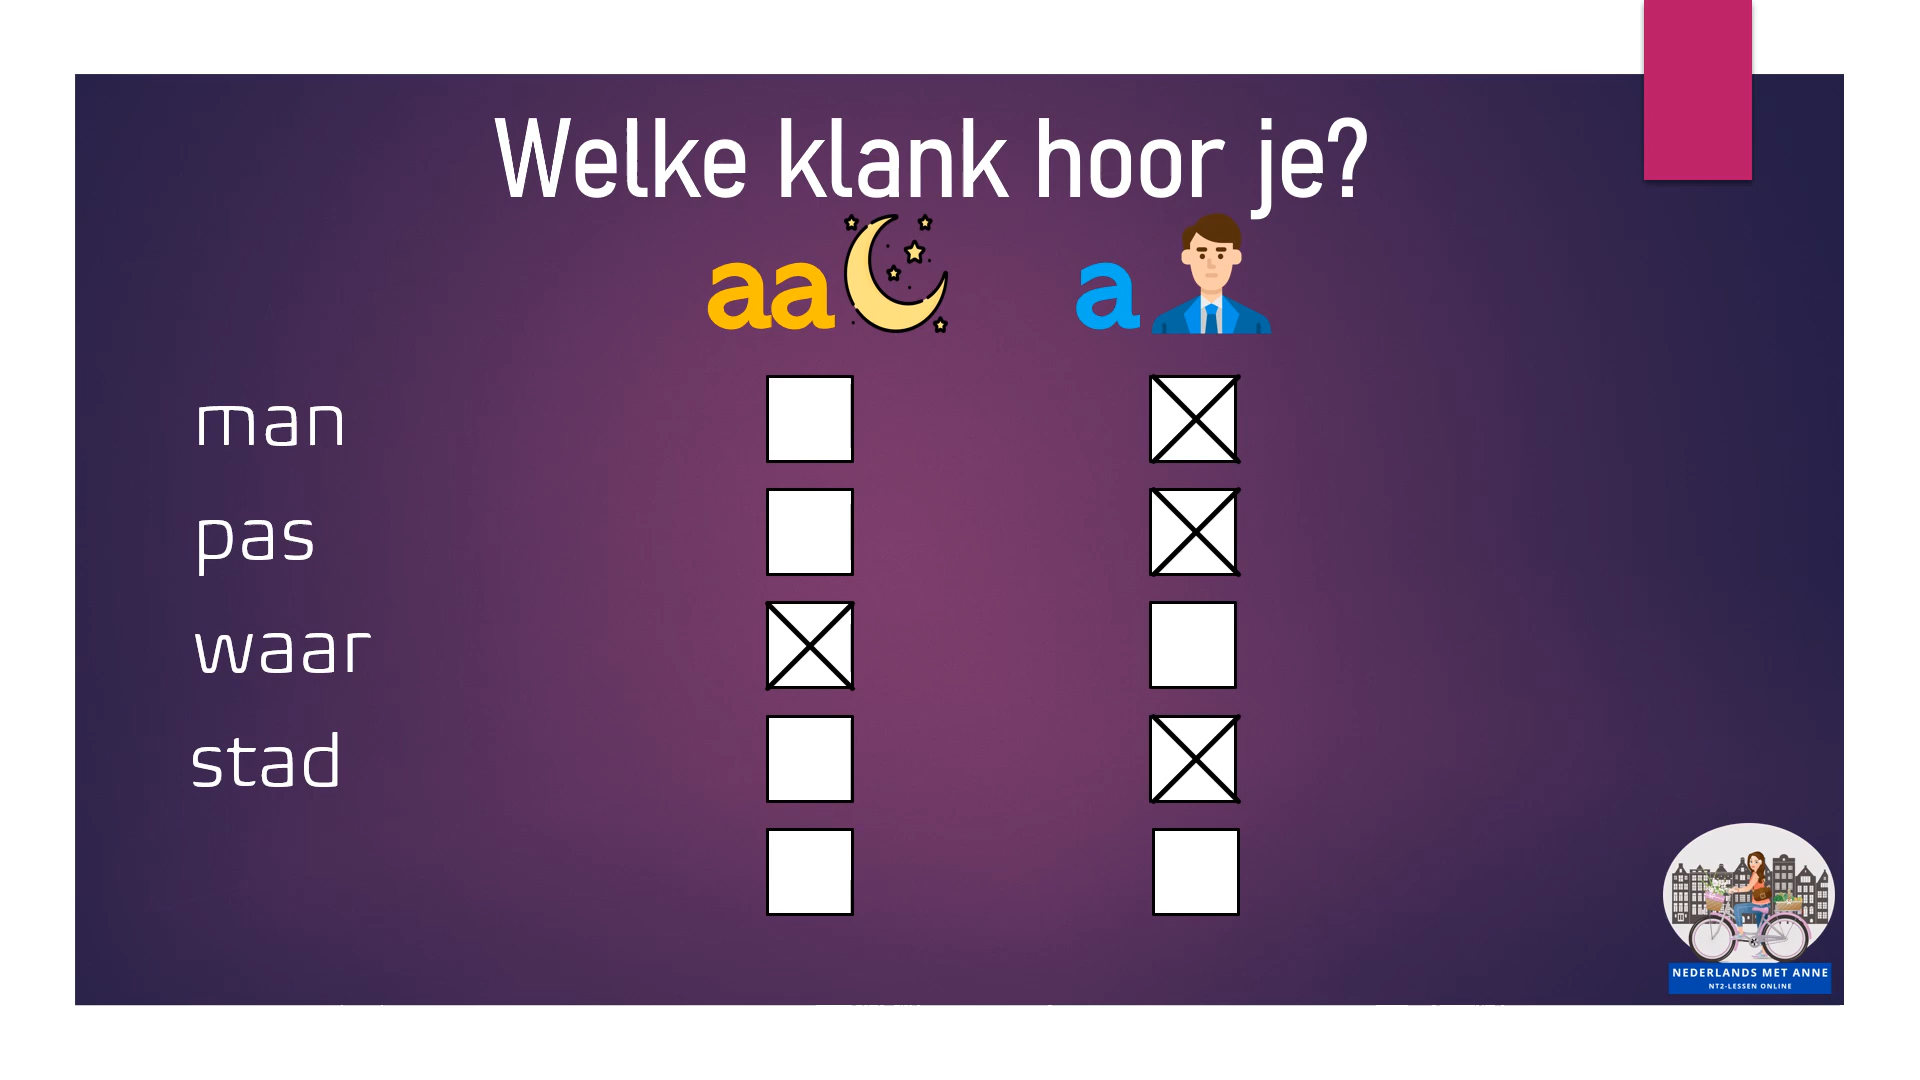 Welke klank hoor je?
aa a
man
pas
waar
stad
NEDERLANDS MET ANNE
NT2-LESSEN ONLINE